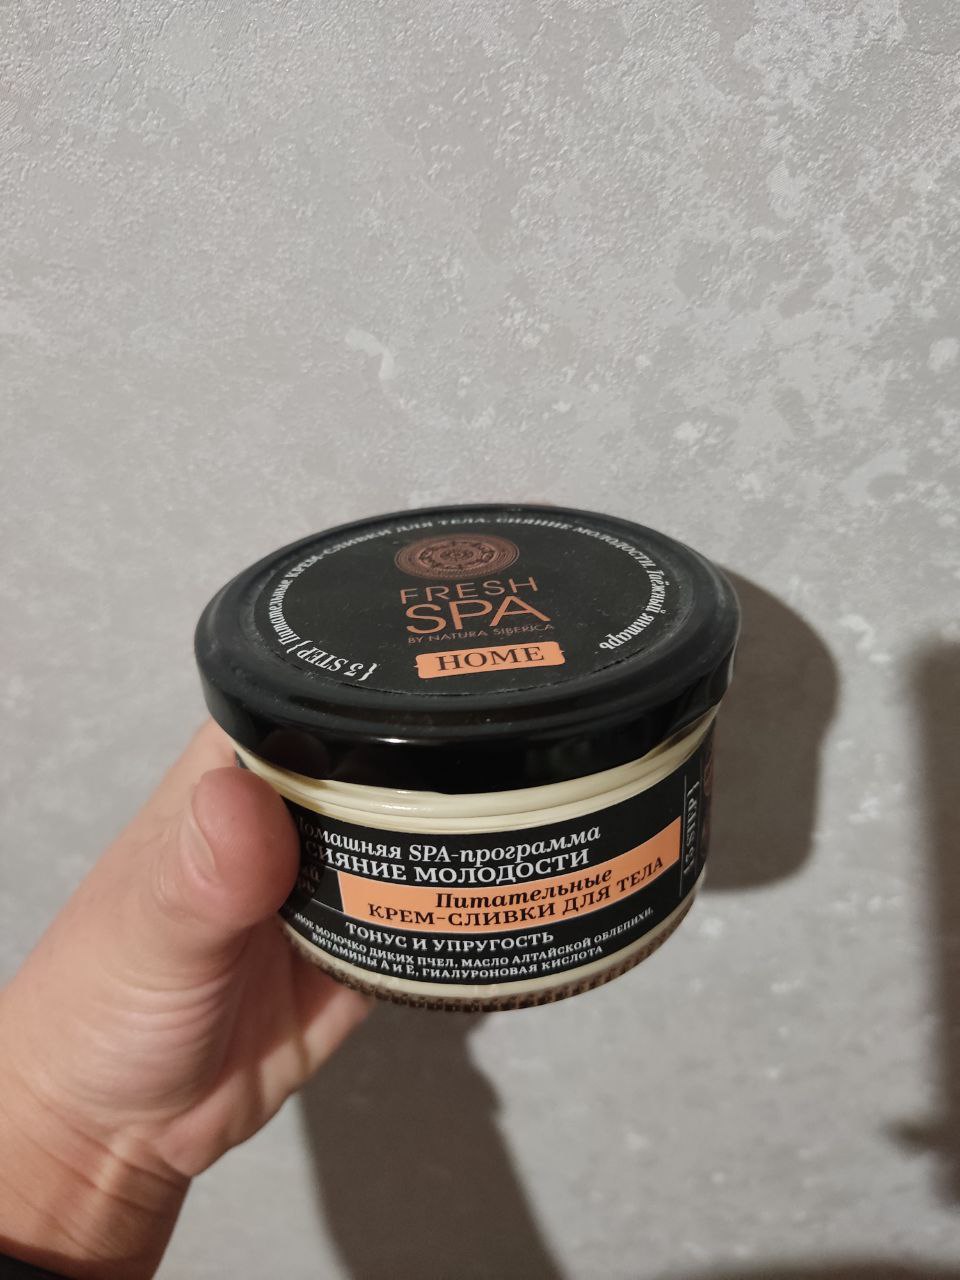 {3 STEP} Питательные КРЕМ-СЛИВКИ ДЛЯ ТЕЛА. СИЯНИЕ МОЛОДОСТИ. Таёжный янтарь
FRESH
SPA
BY NATURA SIBERICA
HOME
Домашняя SPA-программа
СИЯНИЕ МОЛОДОСТИ
Питательные
КРЕМ-СЛИВКИ ДЛЯ ТЕЛА
ТОНУС И УПРУГОСТЬ
МОЛОЧКО ДИКИХ ПЧЕЛ, МАСЛО АЛТАЙСКОЙ ОБЛЕПИХИ,
ВИТАМИНЫ А И Е, ГИАЛУРОНОВАЯ КИСЛОТА